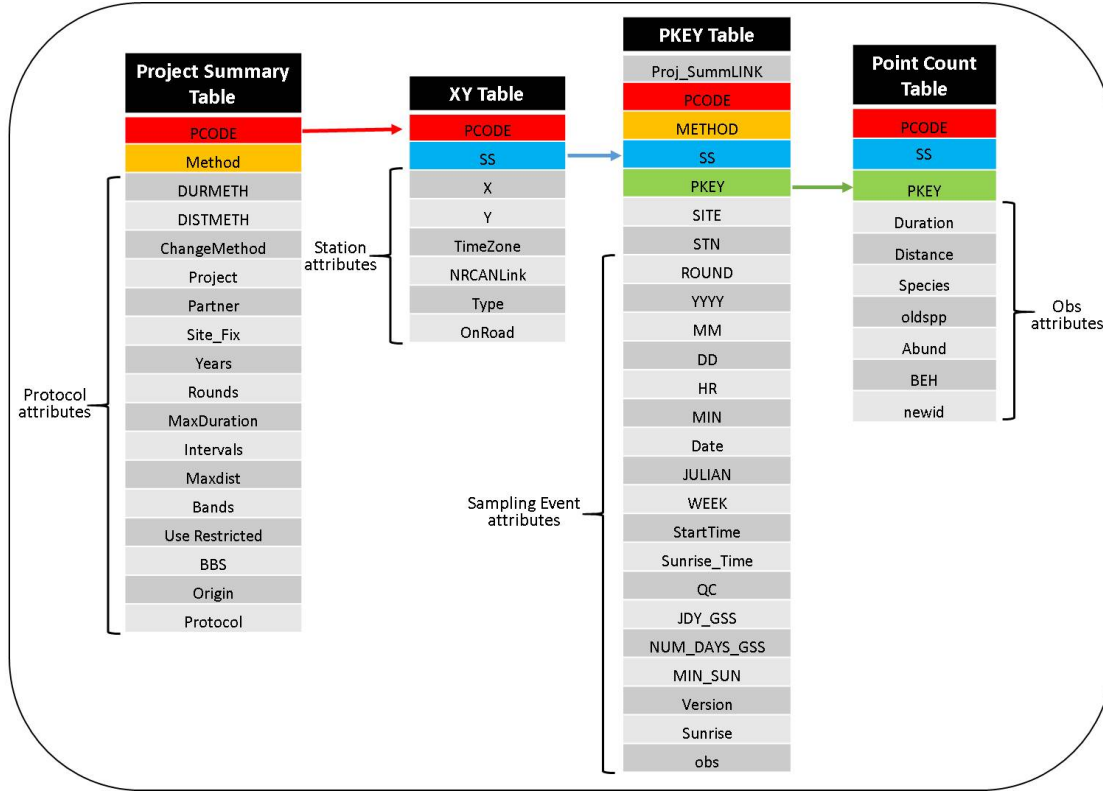 Project Summary
Table
PCODE
Method
DURMETH
DISTMETH
ChangeMethod
Project
Partner
Site_Fix
Years
Rounds
MaxDuration
Intervals
Maxdist
Bands
Use Restricted
BBS
Origin
Protocol
Protocol
attributes
XY Table
PCODE
SS
X
Y
TimeZone
NRCANLink
Type
OnRoad
Station
attributes
PKEY Table
Proj_SummLINK
PCODE
METHOD
SS
PKEY
SITE
STN
ROUND
YYYY
MM
DD
HR
MIN
Date
JULIAN
WEEK
StartTime
Sunrise_Time
QC
JDY_GSS
NUM_DAYS_GSS
MIN_SUN
Version
Sunrise
obs
Sampling Event
attributes
Point Count
Table
PCODE
SS
PKEY
Duration
Distance
Species
oldspp
Abund
BEH
newid
Obs
attributes